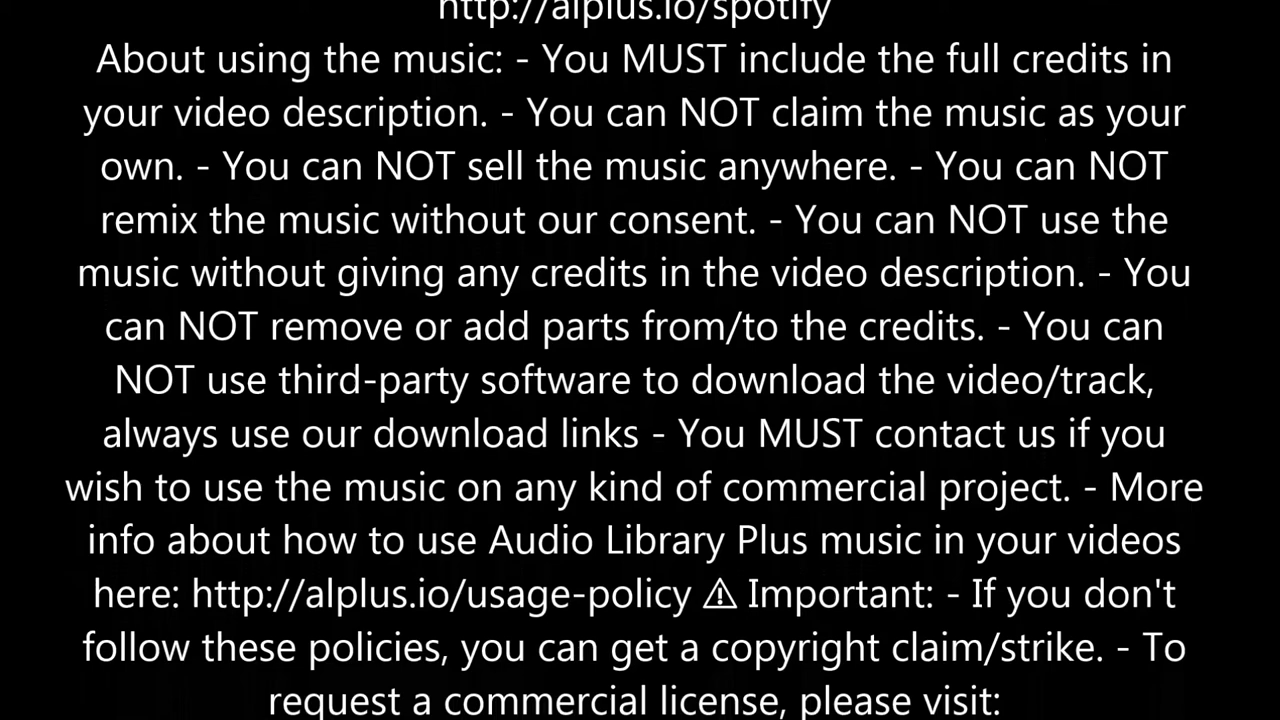 http://alplus.io/spotify
About using the music: - You MUST include the full credits in
your video description. - You can NOT claim the music as your
own. - You can NOT sell the music anywhere. - You can NOT
remix the music without our consent. - You can NOT use the
music without giving any credits in the video description. - You
can NOT remove or add parts from/to the credits. - You can
NOT use third-party software to download the video/track,
always use our download links - You MUST contact us if you
wish to use the music on any kind of commercial project. - More
info about how to use Audio Library Plus music in your videos
here: http://alplus.io/usage-policy ⚠ Important: - If you don't
follow these policies, you can get a copyright claim/strike. - To
request a commercial license, please visit: